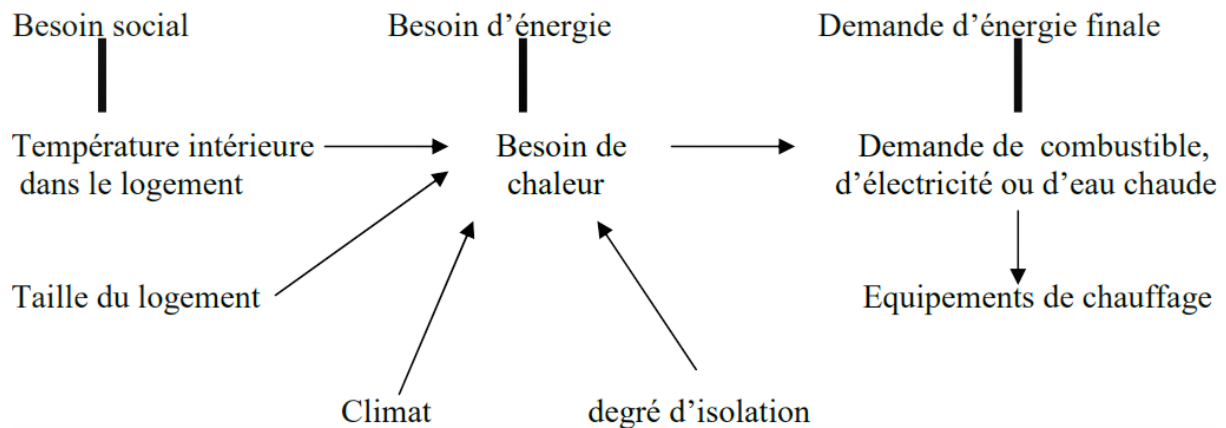 Besoin social
Besoin d’énergie
Demande d’énergie finale
Température intérieure
dans le logement
Besoin de
chaleur
Demande de combustible,
d’électricité ou d’eau chaude
Taille du logement
Equipements de chauffage
Climat
degré d’isolation